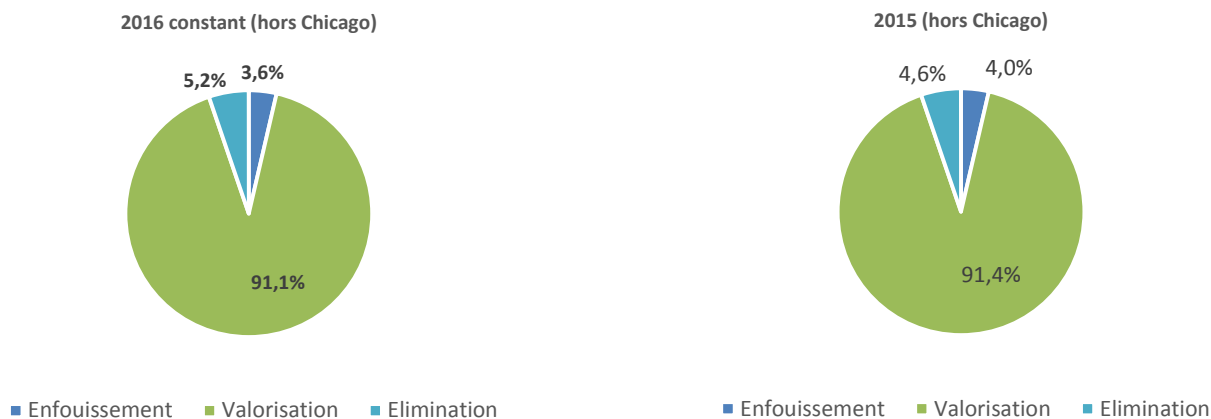 2016 constant (hors Chicago)
5,2%
3,6%
91,1%
Enfouissement Valorisation Elimination
2015 (hors Chicago)
4,6%
4,0%
91,4%
Enfouissement Valorisation Elimination